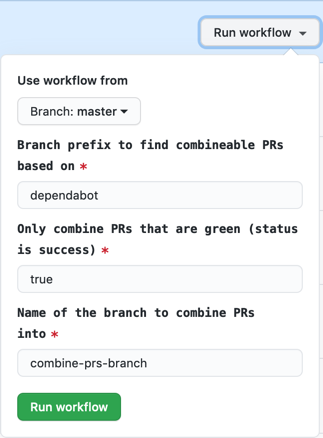 Run workflow
Use workflow from
Branch: master
Branch prefix to find combineable PRs
based on *
dependabot
Only combine PRs that are green (status
is success) *
true
Name of the branch to combine PRs
into *
combine-prs-branch
Run workflow